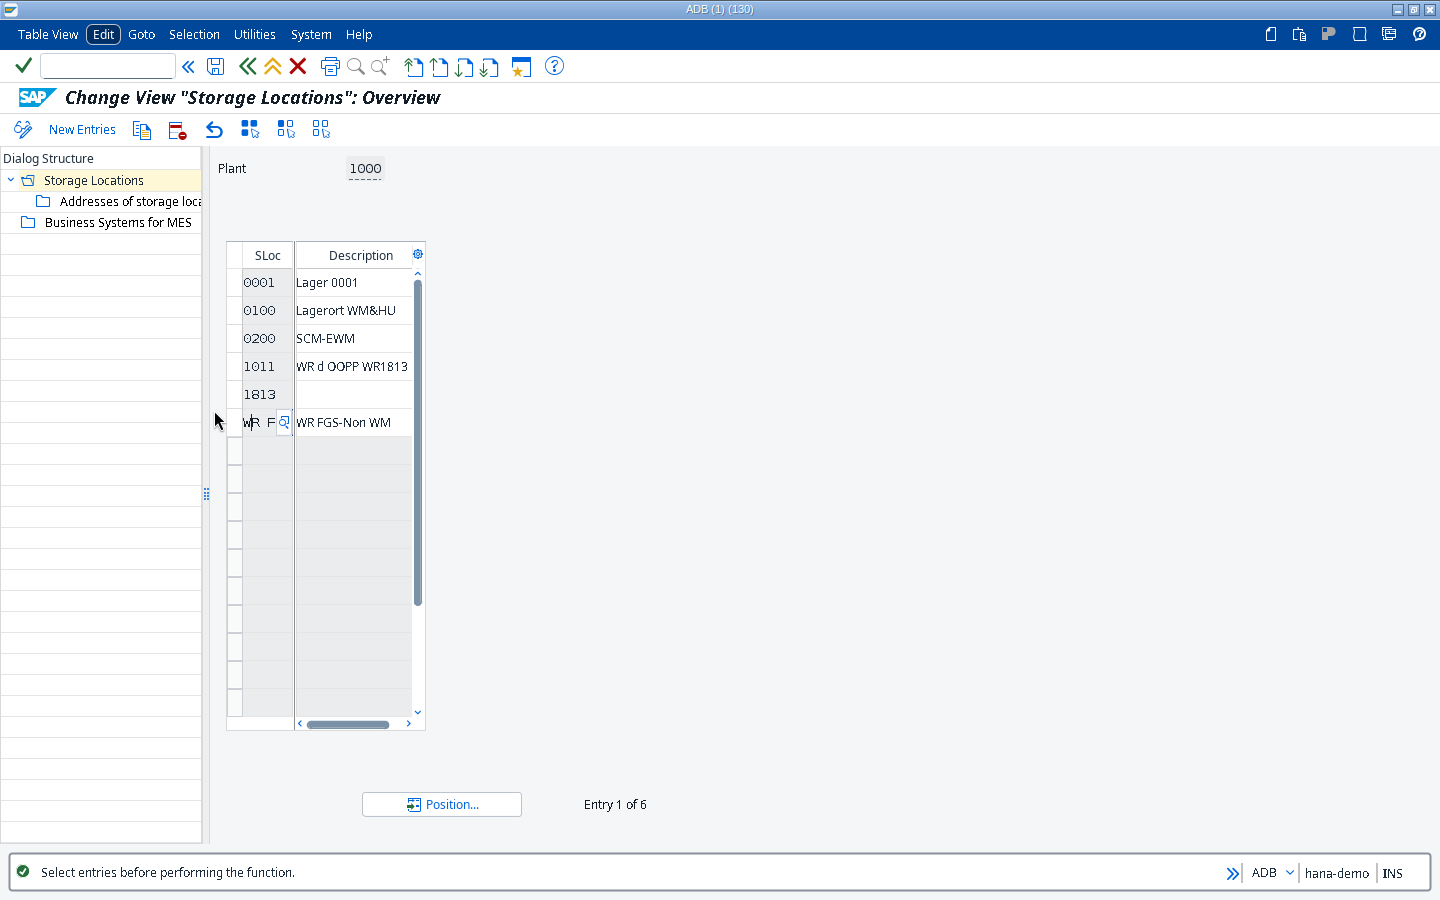 ADB (1) (130)
Table View Edit Goto Selection Utilities System Help
SAP Change View "Storage Locations": Overview
New Entries
Dialog Structure
Storage Locations
Addresses of storage loca
Business Systems for MES
Plant 1000
SLoc Description
0001 Lager 0001
0100 Lagerort WM&HU
0200 SCM-EWM
1011 WR d OOPP WR1813
1813
WR F WR FGS-Non WM
Position... Entry 1 of 6
Select entries before performing the function. ADB hana-demo INS